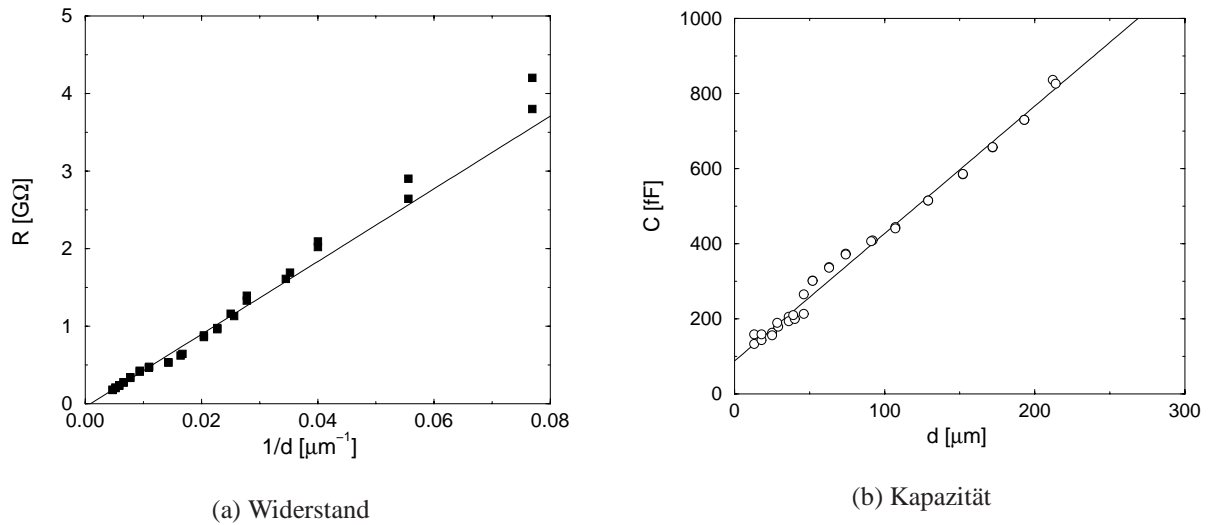 5
4
3
2
1
0
R [GΩ]
0.00 0.02 0.04 0.06 0.08
1/d [μm⁻¹]
(a) Widerstand
1000
800
600
400
200
0
C [fF]
0 100 200 300
d [μm]
(b) Kapazität